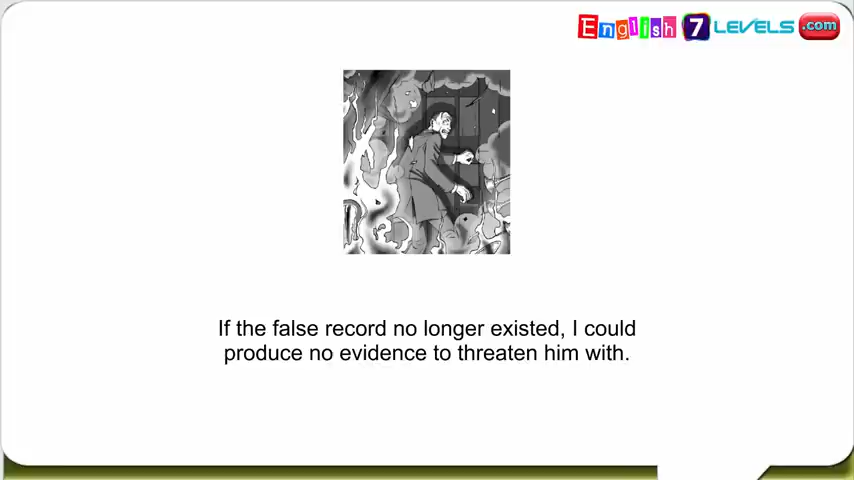 English 7 LEVELS .com
If the false record no longer existed, I could
produce no evidence to threaten him with.